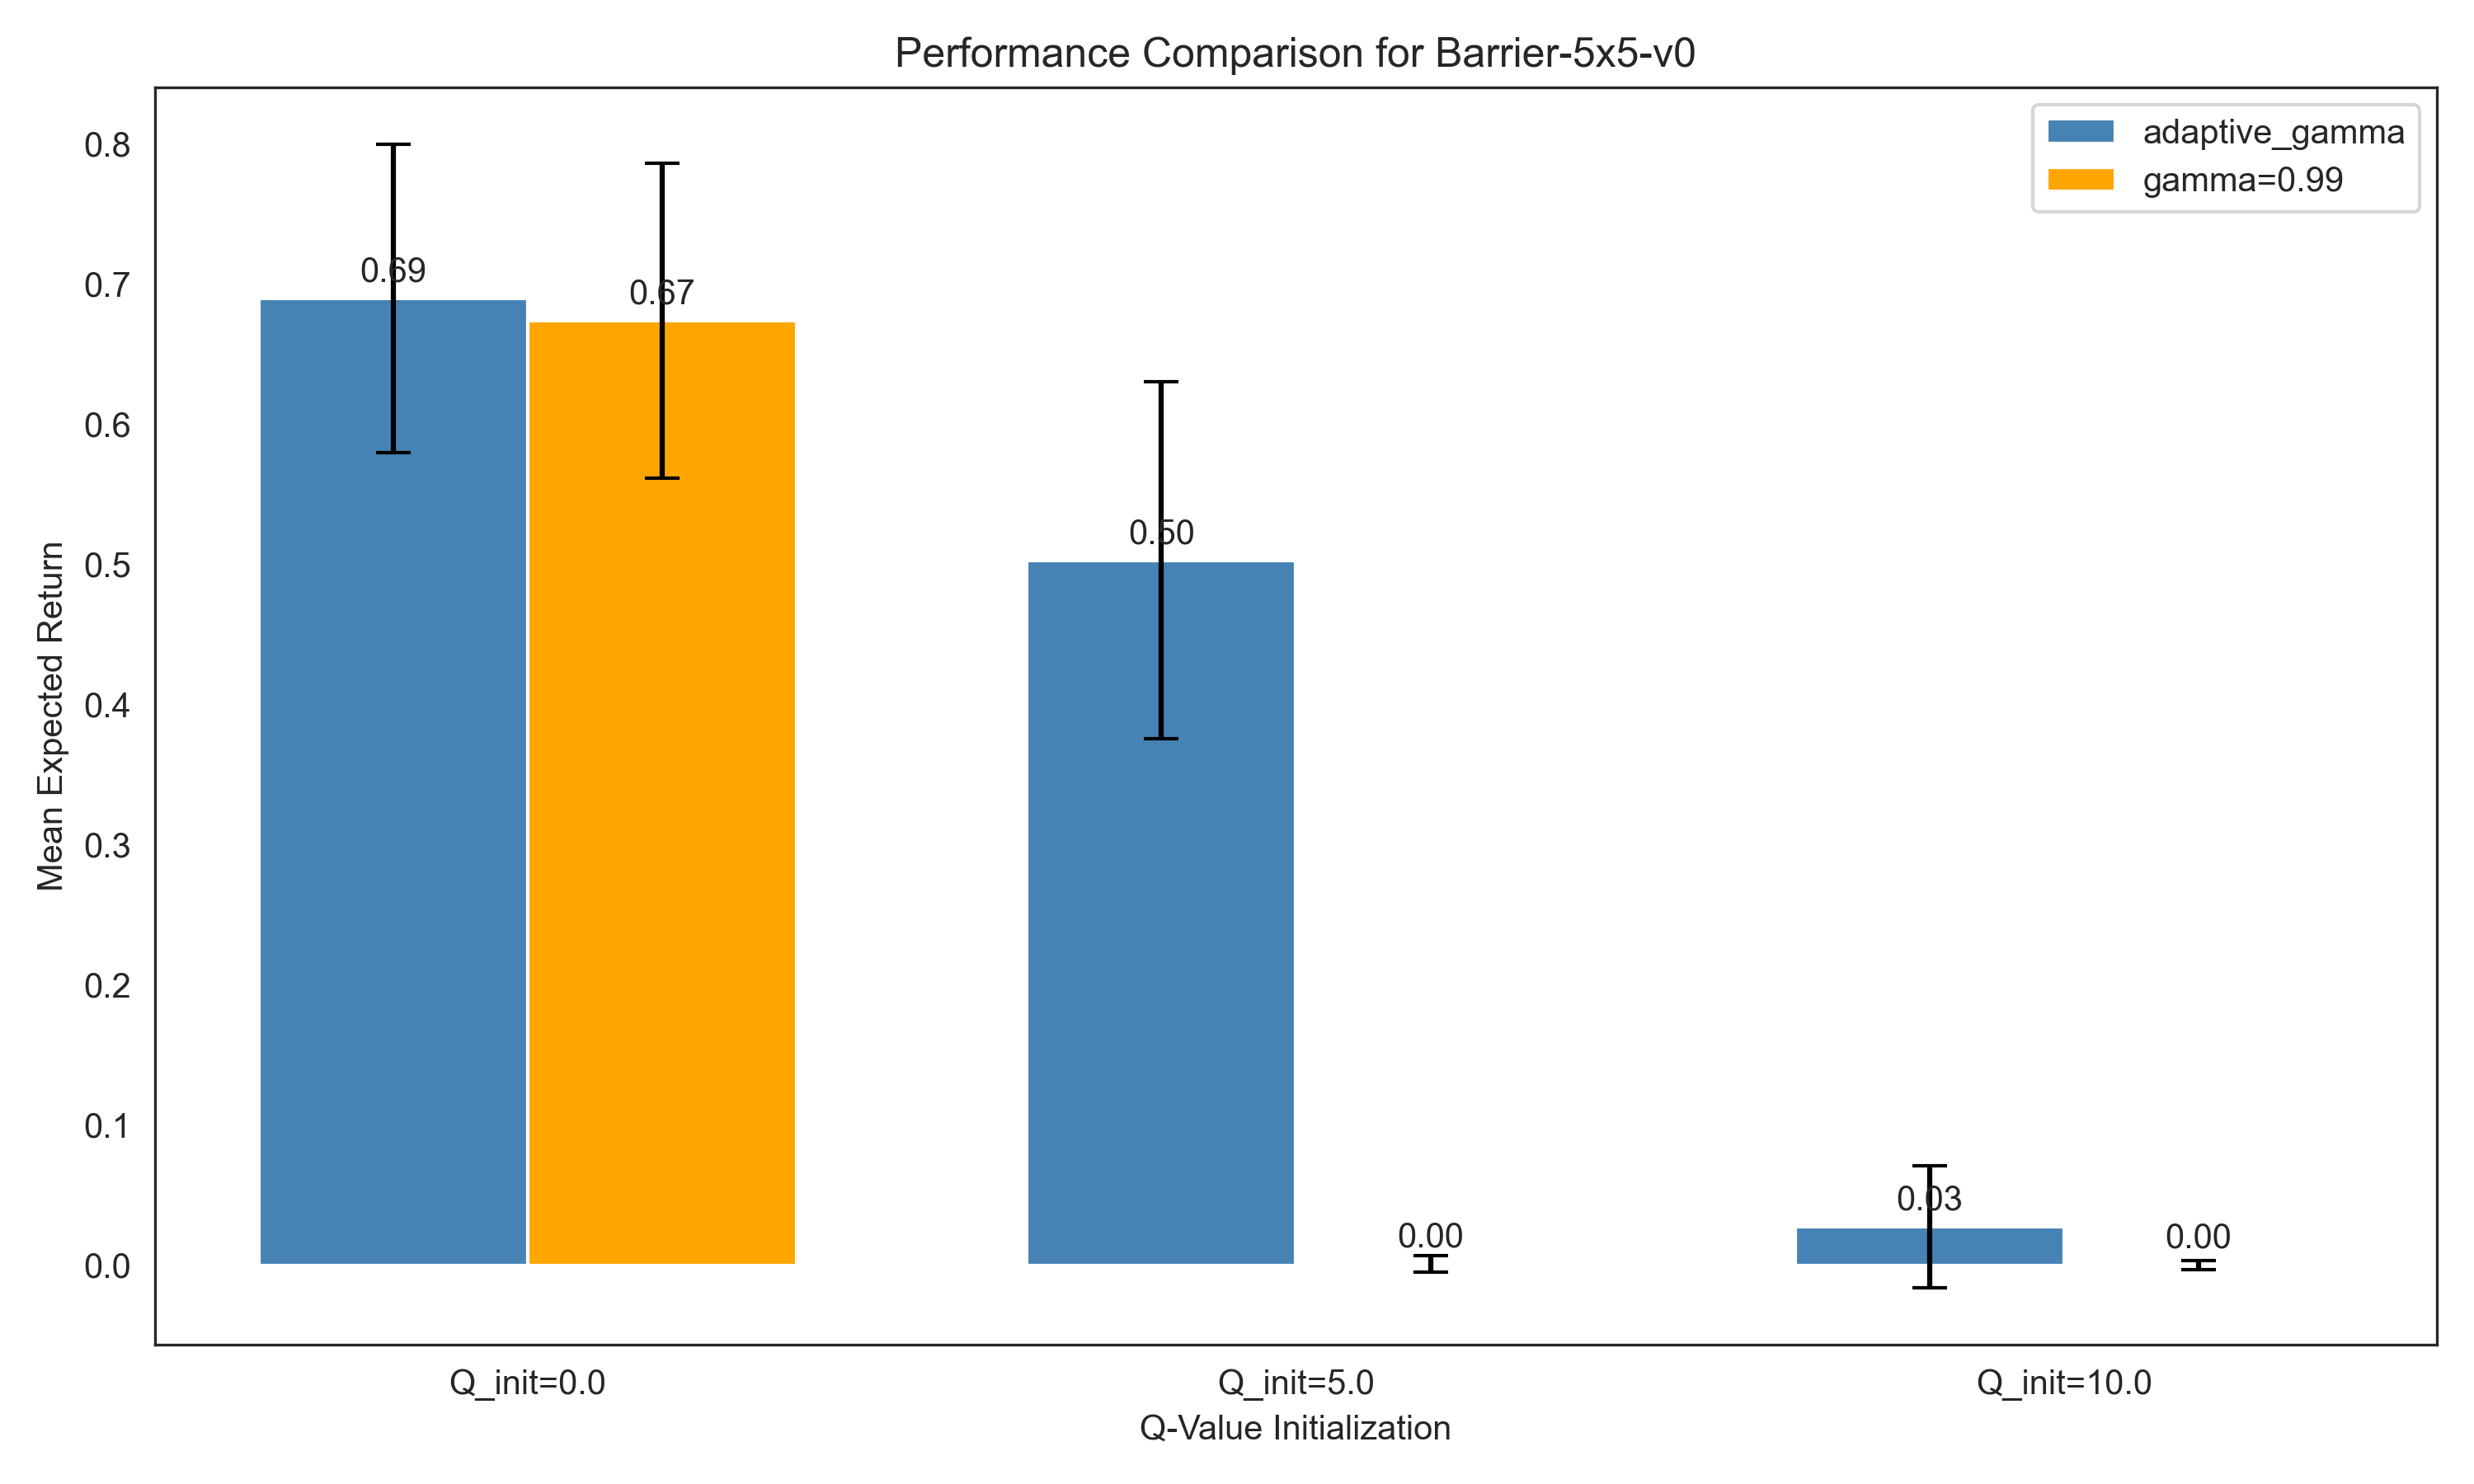 Performance Comparison for Barrier-5x5-v0
adaptive_gamma
gamma=0.99
Mean Expected Return
0.8
0.7
0.6
0.5
0.4
0.3
0.2
0.1
0.0
0.69
0.67
0.50
0.00
0.03
0.00
Q_init=0.0
Q_init=5.0
Q_init=10.0
Q-Value Initialization